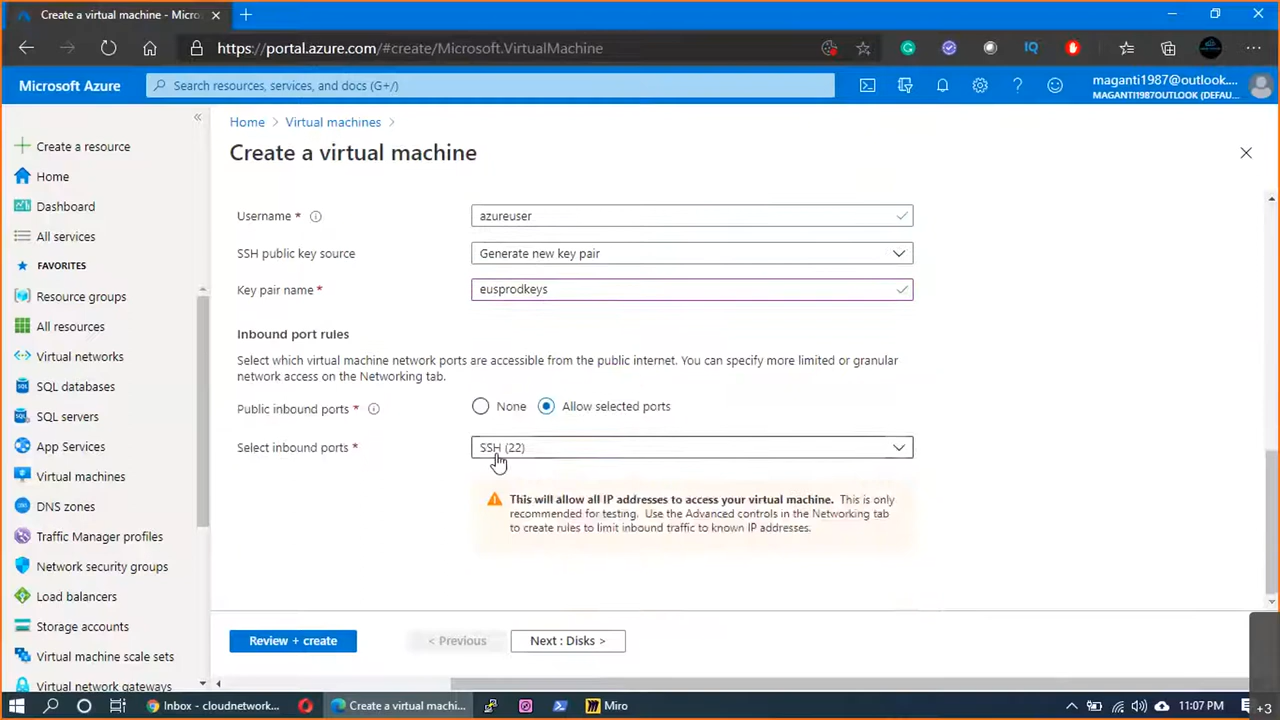 Create a virtual machine - Micro
https://portal.azure.com/#create/Microsoft.VirtualMachine
IQ
Microsoft Azure
Search resources, services, and docs (G+/)
maganti1987@outlook....
MAGANTI1987OUTLOOK (DEFAU...
Home > Virtual machines >
Create a virtual machine
Create a resource
Home
Dashboard
All services
FAVORITES
Resource groups
All resources
Virtual networks
SQL databases
SQL servers
App Services
Virtual machines
DNS zones
Traffic Manager profiles
Network security groups
Load balancers
Storage accounts
Virtual machine scale sets
Virtual network gateways
Username *
azureuser
SSH public key source
Generate new key pair
Key pair name *
eusprodkeys
Inbound port rules
Select which virtual machine network ports are accessible from the public internet. You can specify more limited or granular
network access on the Networking tab.
Public inbound ports *
None
Allow selected ports
Select inbound ports *
SSH (22)
This will allow all IP addresses to access your virtual machine. This is only
recommended for testing. Use the Advanced controls in the Networking tab
to create rules to limit inbound traffic to known IP addresses.
Review + create
< Previous
Next : Disks >
Inbox - cloudnetwork...
Create a virtual machi...
Miro
11:07 PM
+3